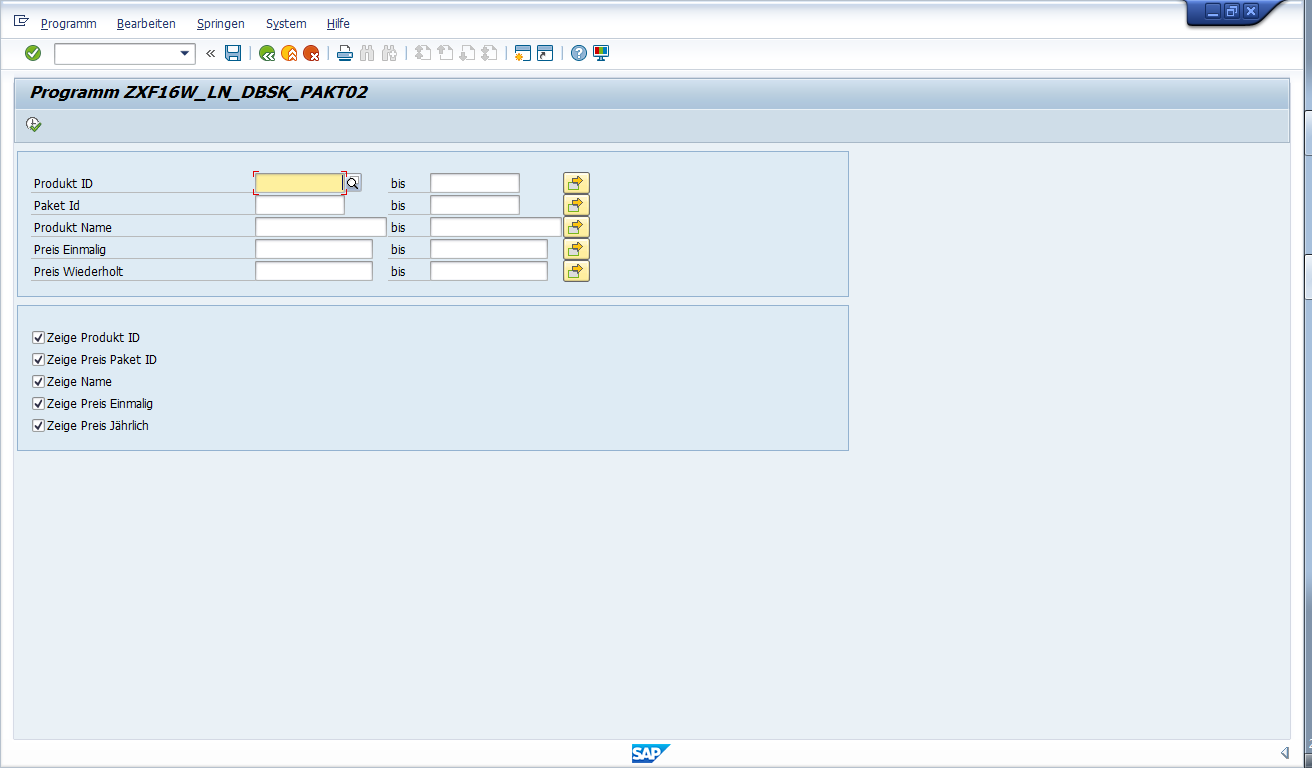 Programm Bearbeiten Springen System Hilfe
Programm ZXF16W_LN_DBSK_PAKT02
Produkt ID bis
Paket Id bis
Produkt Name bis
Preis Einmalig bis
Preis Wiederholt bis
Zeige Produkt ID
Zeige Preis Paket ID
Zeige Name
Zeige Preis Einmalig
Zeige Preis Jährlich
SAP